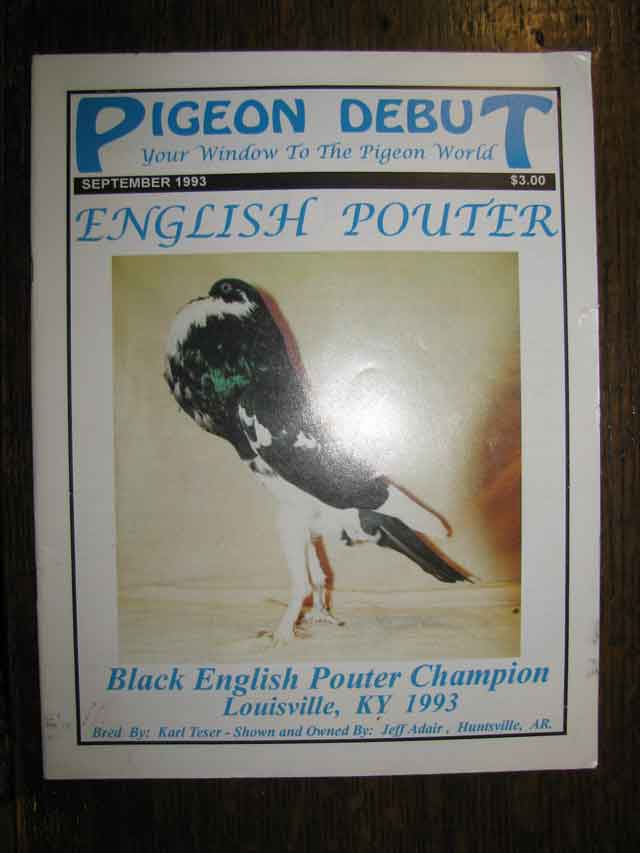 PIGEON DEBUT
Your Window To The Pigeon World
SEPTEMBER 1993 $3.00
ENGLISH POUTER
Black English Pouter Champion
Louisville, KY 1993
Bred By: Karl Teser - Shown and Owned By: Jeff Adair, Huntsville, AR.